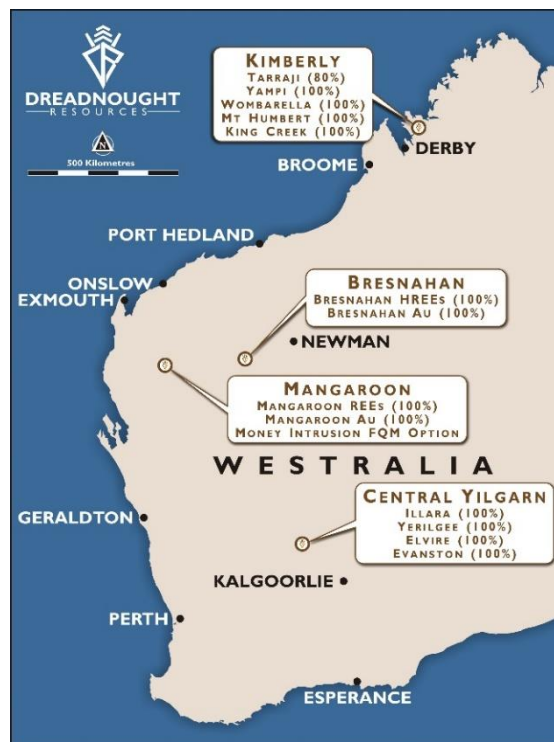 DREADNOUGHT
RESOURCES
N
500 Kilometres
KIMBERLY
TARRAJI (80%)
YAMPI (100%)
WOMBARELLA (100%)
MT HUMBERT (100%)
KING CREEK (100%)
DERBY
BROOME
PORT HEDLAND
ONSLOW
EXMOUTH
BRESNAHAN
BRESNAHAN HREES (100%)
BRESNAHAN AU (100%)
NEWMAN
MANGAROON
MANGAROON REES (100%)
MANGAROON AU (100%)
MONEY INTRUSION FQM OPTION
WESTRALIA
CENTRAL YILGARN
ILLARA (100%)
YERILGEE (100%)
ELVIRE (100%)
EVANSTON (100%)
GERALDTON
KALGOORLIE
PERTH
ESPERANCE